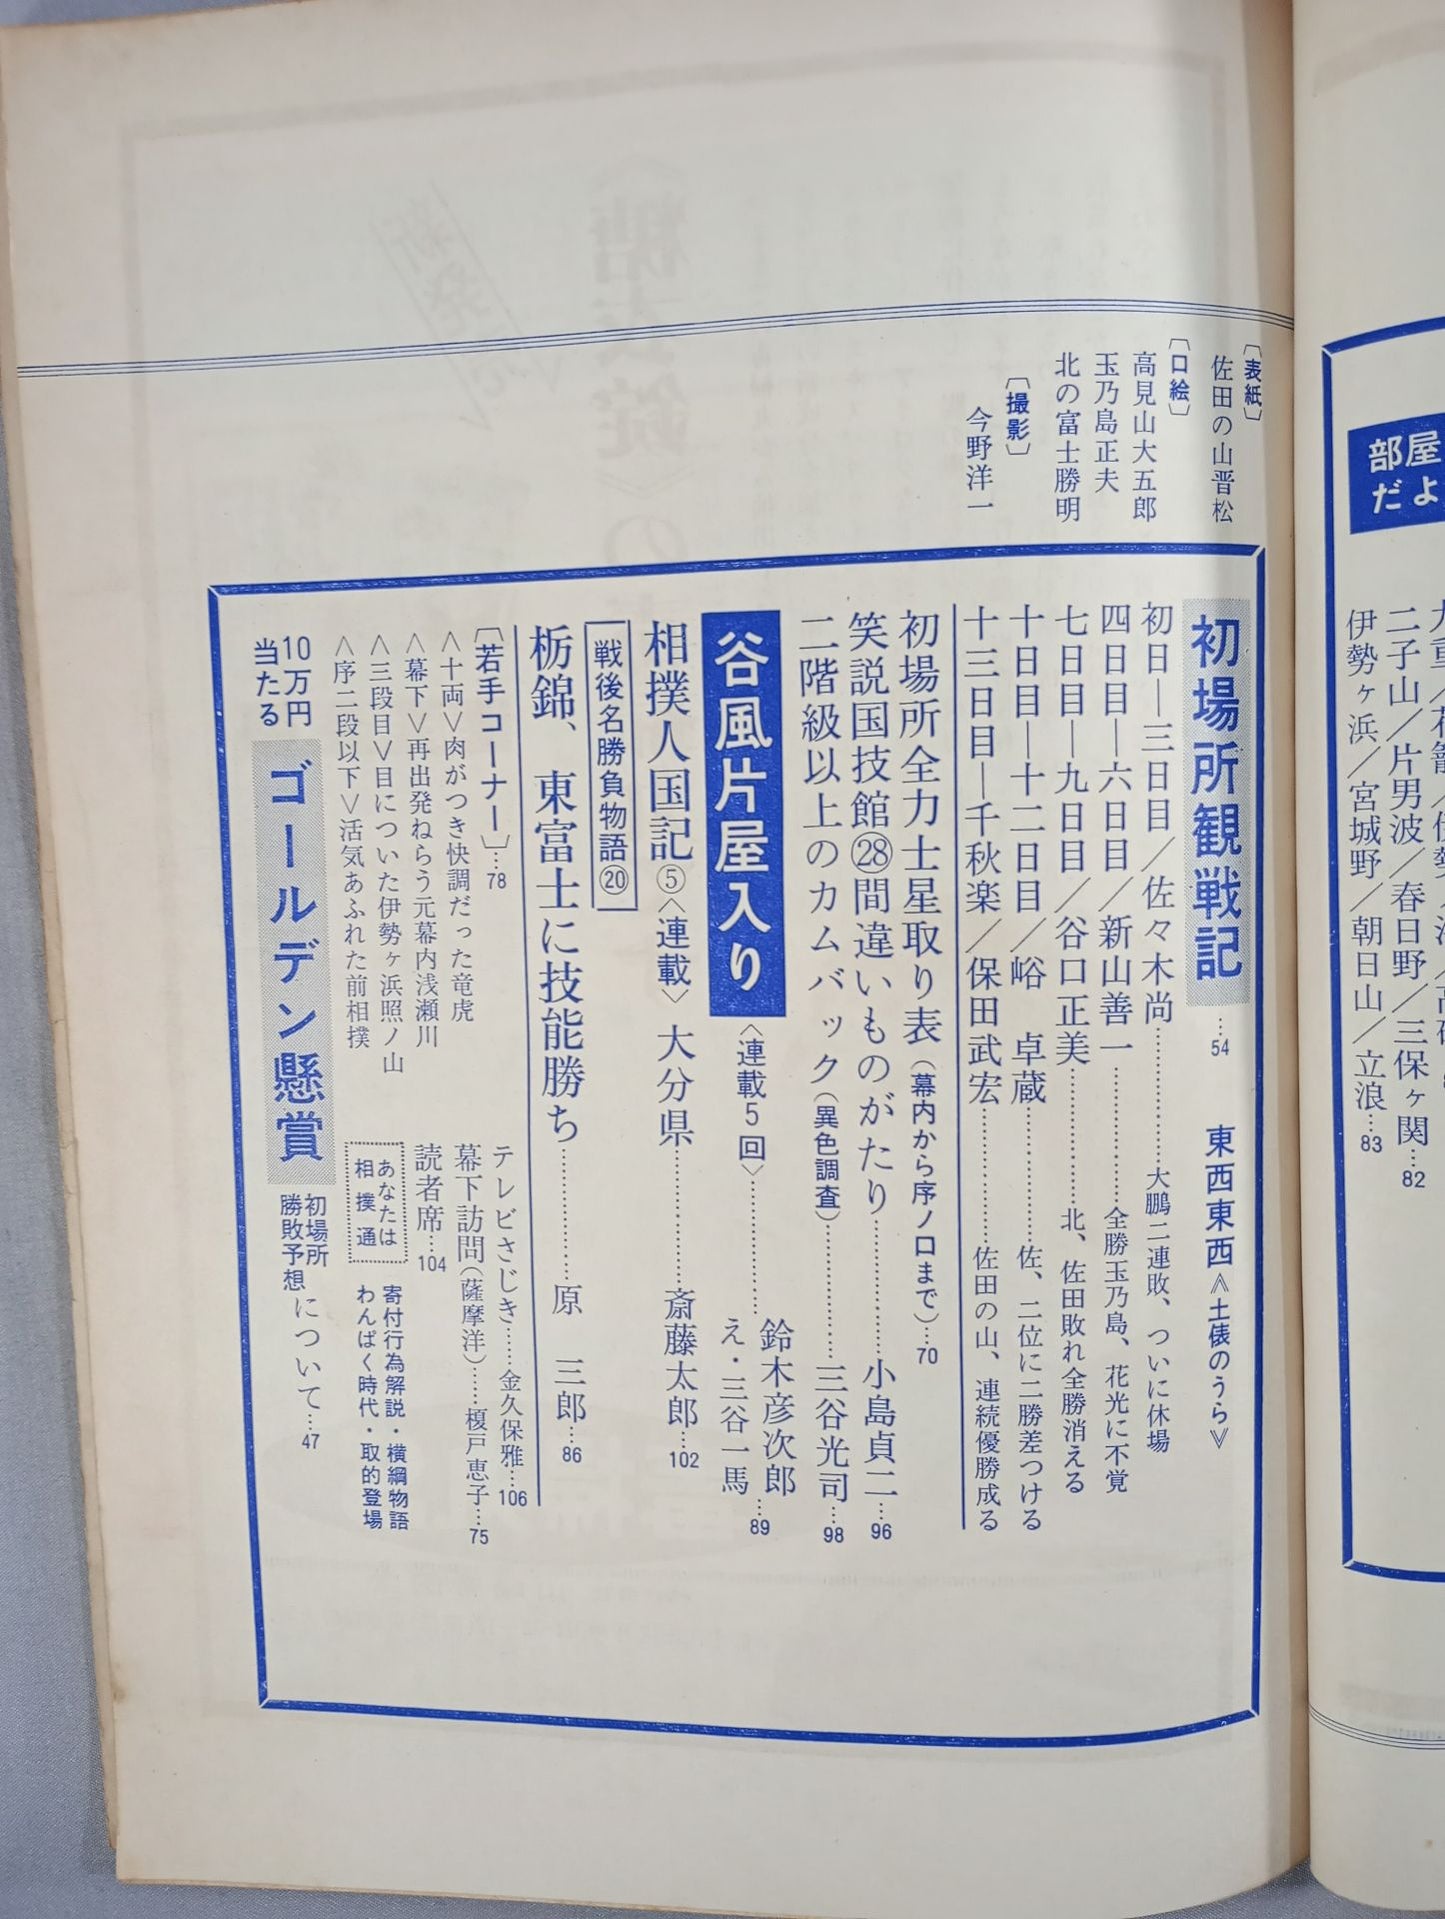 部屋
だよ
二子山／片男波／春日野／三保ヶ関…82
伊勢ヶ浜／宮城野／朝日山／立浪…83
〔表紙〕
佐田の山晋松
〔口絵〕
高見山大五郎
玉乃島正夫
北の富士勝明
〔撮影〕
今野洋一
初場所観戦記…54
東西東西《土俵のうら》
初日―三日目／佐々木尚……大鵬二連敗、ついに休場
四日目―六日目／新山善一……全勝玉乃島、花光に不覚
七日目―九日目／谷口正美……北、佐田敗れ全勝消える
十日目―十二日目／峪　卓蔵……佐、二位に二勝差つける
十三日目―千秋楽／保田武宏……佐田の山、連続優勝成る
初場所全力士星取り表（幕内から序ノ口まで）…70
笑説国技館㉘間違いものがたり……小島貞二…96
二階級以上のカムバック（異色調査）……三谷光司…98
谷風片屋入り〈連載5回〉……鈴木彦次郎
え・三谷一馬…89
相撲人国記⑤〈連載〉大分県……斎藤太郎…102
戦後名勝負物語⑳
栃錦、東富士に技能勝ち……原　三郎…86
〔若手コーナー〕…78
〈十両〉肉がつき快調だった竜虎
〈幕下〉再出発ねらう元幕内浅瀬川
〈三段目〉目についた伊勢ヶ浜照ノ山
〈序二段以下〉活気あふれた前相撲
テレビさじき……金久保雅…106
幕下訪問（薩摩洋）……榎戸恵子…75
読者席…104
あなたは
相撲通
寄付行為解説・横綱物語
わんぱく時代・取的登場
10万円
当たる
ゴールデン懸賞
初場所
勝敗予想
について…47